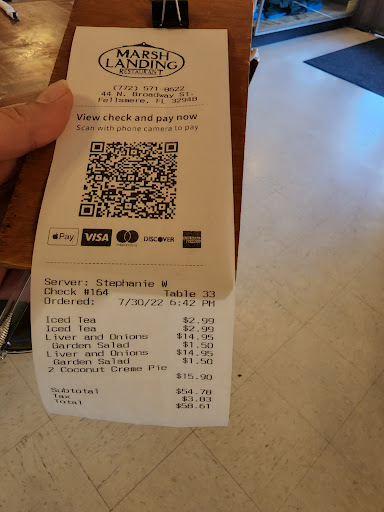 MARSH
LANDING
RESTAURANT
(772) 571-8622
44 N. Broadway St.
Fellsmere, FL 32948
View check and pay now
Scan with phone camera to pay
Pay VISA mastercard DISCOVER AMERICAN EXPRESS
Server: Stephanie W
Check #164 Table 33
Ordered: 7/30/22 6:42 PM
Iced Tea $2.99
Iced Tea $2.99
Liver and Onions $14.95
Garden Salad $1.50
Liver and Onions $14.95
Garden Salad $1.50
2 Coconut Creme Pie
$15.90
Subtotal $54.78
Tax $3.83
Total $58.61